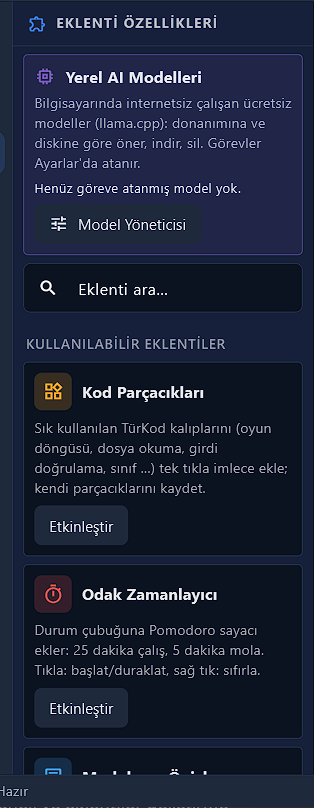 EKLENTİ ÖZELLİKLERİ
Yerel AI Modelleri
Bilgisayarında internetsiz çalışan ücretsiz
modeller (llama.cpp): donanımına ve
diskine göre öner, indir, sil. Görevler
Ayarlar'da atanır.
Henüz göreve atanmış model yok.
Model Yöneticisi
Eklenti ara...
KULLANILABİLİR EKLENTİLER
Kod Parçacıkları
Sık kullanılan TürKod kalıplarını (oyun
döngüsü, dosya okuma, girdi
doğrulama, sınıf ...) tek tıkla imlece ekle;
kendi parçacıklarını kaydet.
Etkinleştir
Odak Zamanlayıcı
Durum çubuğuna Pomodoro sayacı
ekler: 25 dakika çalış, 5 dakika mola.
Tıkla: başlat/duraklat, sağ tık: sıfırla.
Etkinleştir
Hazır